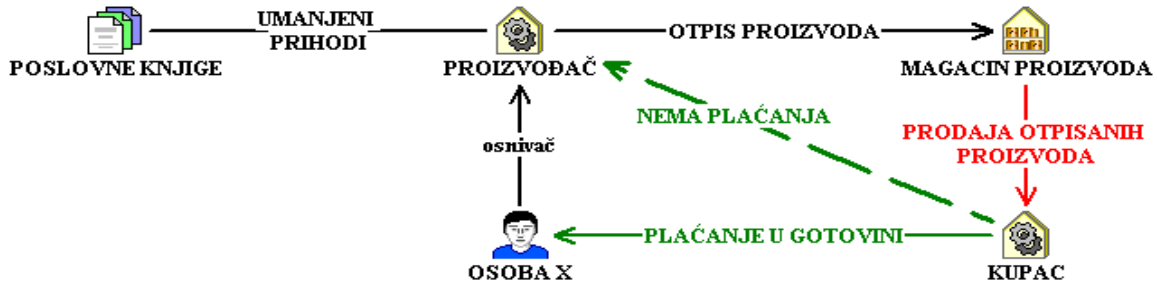 UMANJENI
PRIHODI
OTPIS PROIZVODA
POSLOVNE KNJIGE
PROIZVOĐAČ
MAGACIN PROIZVODA
NEMA PLAĆANJA
PRODAJA OTPISANIH
PROIZVODA
osnivač
PLAĆANJE U GOTOVINI
OSOBA X
KUPAC